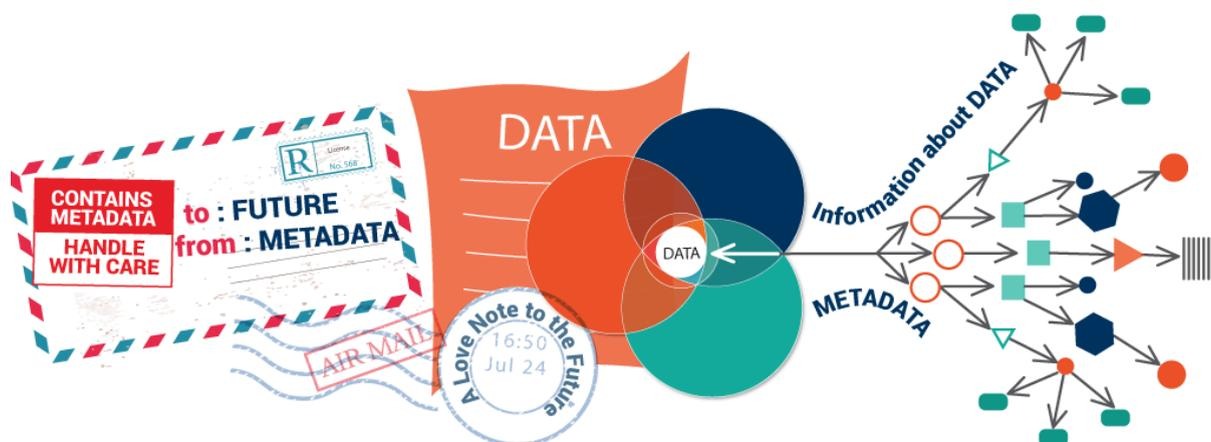 CONTAINS
METADATA
HANDLE
WITH CARE
R
License
No. 568
to : FUTURE
from : METADATA
AIR MAIL
A Love Note to the Future
16:50
Jul 24
DATA
DATA
Information about DATA
METADATA